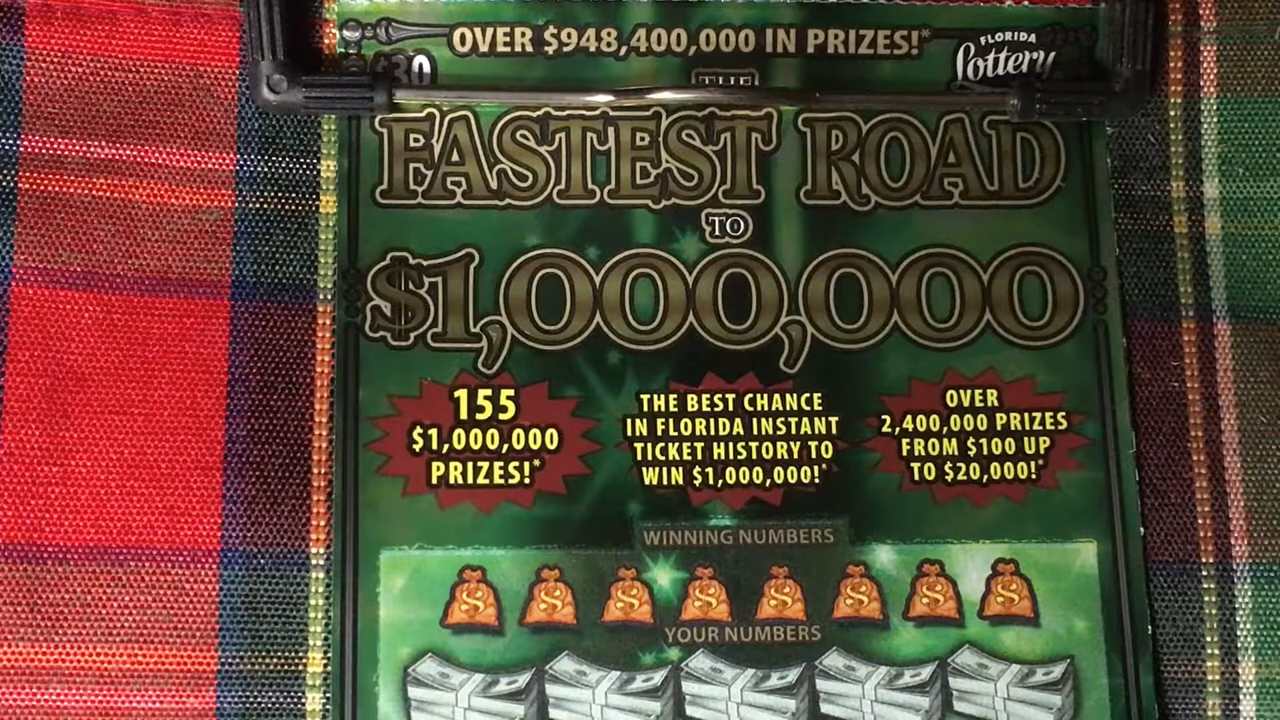 OVER $948,400,000 IN PRIZES!*
FLORIDA
Lottery
$30
THE
FASTEST ROAD
TO
$1,000,000
155
$1,000,000
PRIZES!*
THE BEST CHANCE
IN FLORIDA INSTANT
TICKET HISTORY TO
WIN $1,000,000!*
OVER
2,400,000 PRIZES
FROM $100 UP
TO $20,000!*
WINNING NUMBERS
YOUR NUMBERS